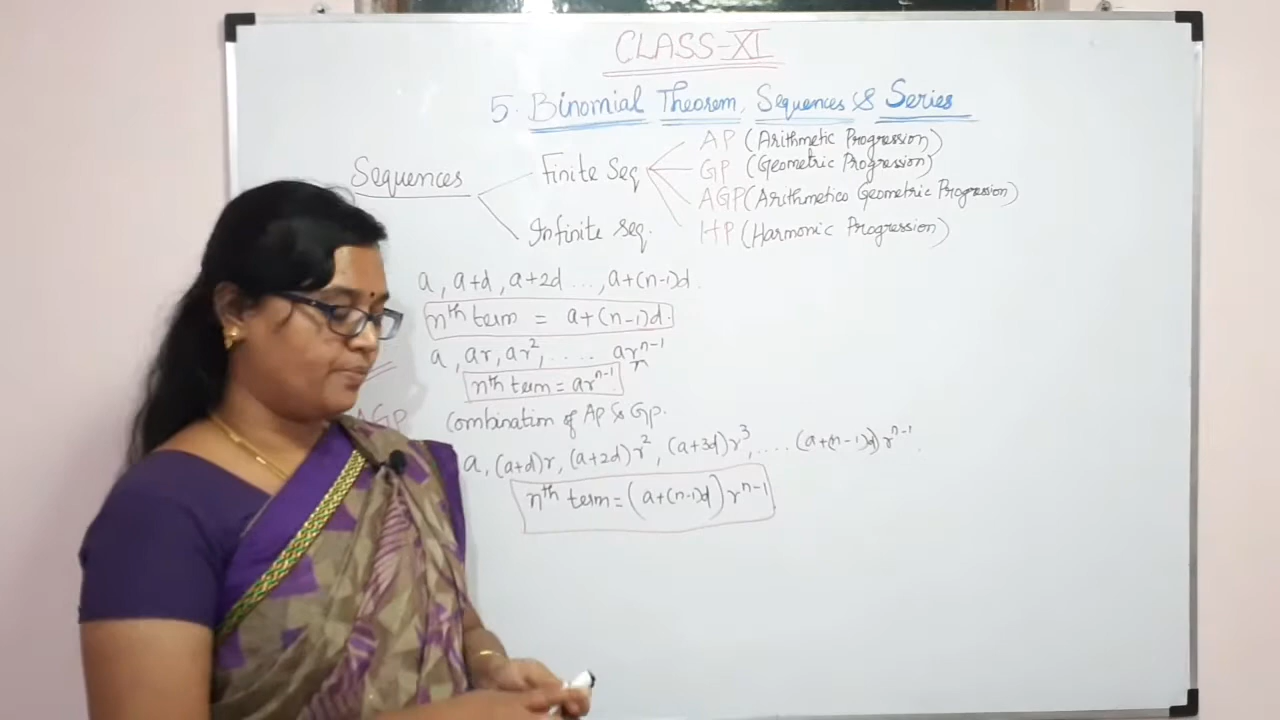 CLASS-XI
5. Binomial Theorem, Sequences & Series
Sequences
Finite Seq
Infinite seq.
AP (Arithmetic Progression)
GP (Geometric Progression)
AGP (Arithmetico Geometric Progression)
HP (Harmonic Progression)
a, a+d, a+2d ..., a+(n-1)d.
nth term = a+(n-1)d.
a, ar, ar², .... arⁿ⁻¹
nth term = arⁿ⁻¹
AGP
Combination of AP & GP.
a, (a+d)r, (a+2d)r², (a+3d)r³, .... (a+(n-1)d) rⁿ⁻¹.
nth term = (a+(n-1)d) rⁿ⁻¹